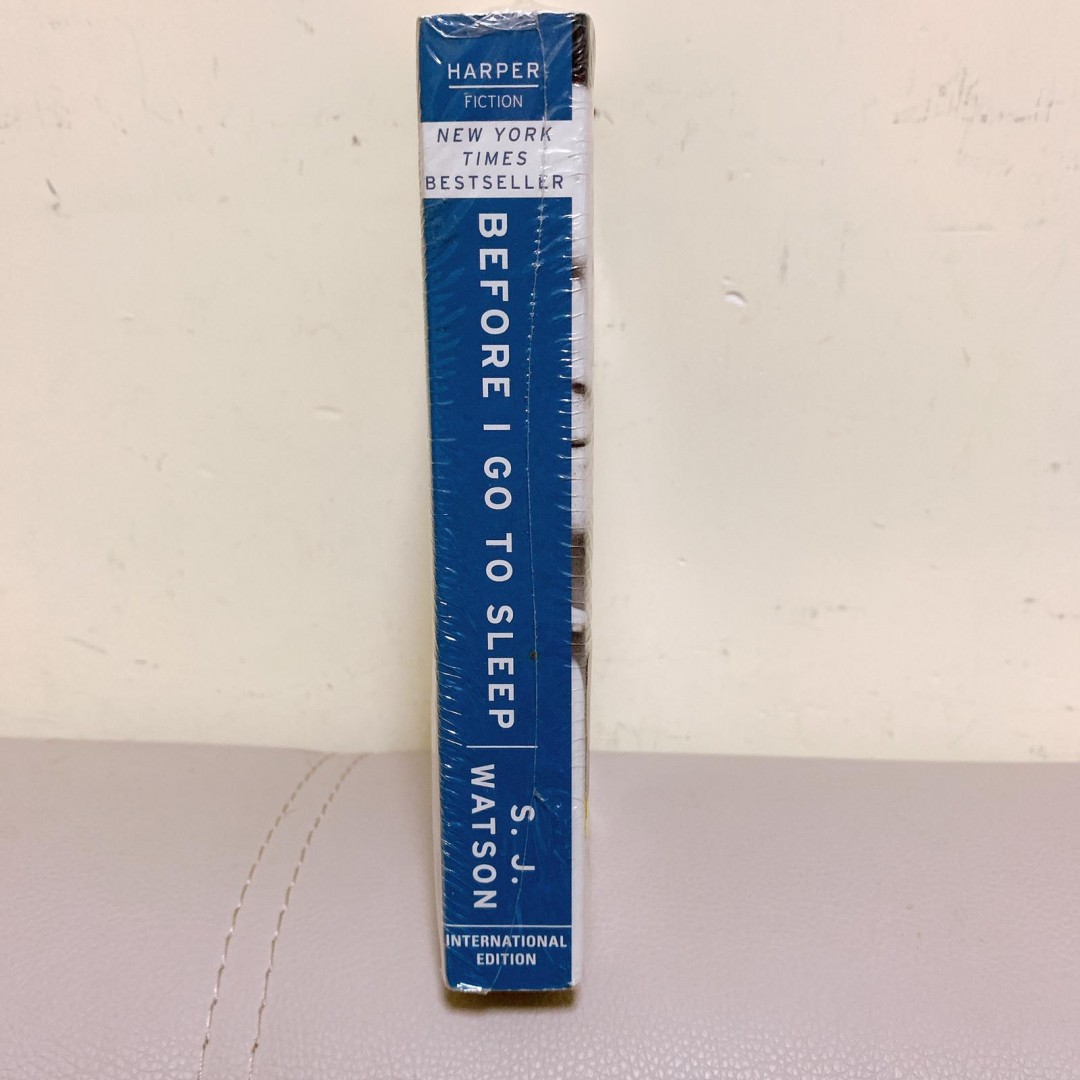 HARPER
FICTION
NEW YORK
TIMES
BESTSELLER
BEFORE I GO TO SLEEP
S. J.
WATSON
INTERNATIONAL
EDITION